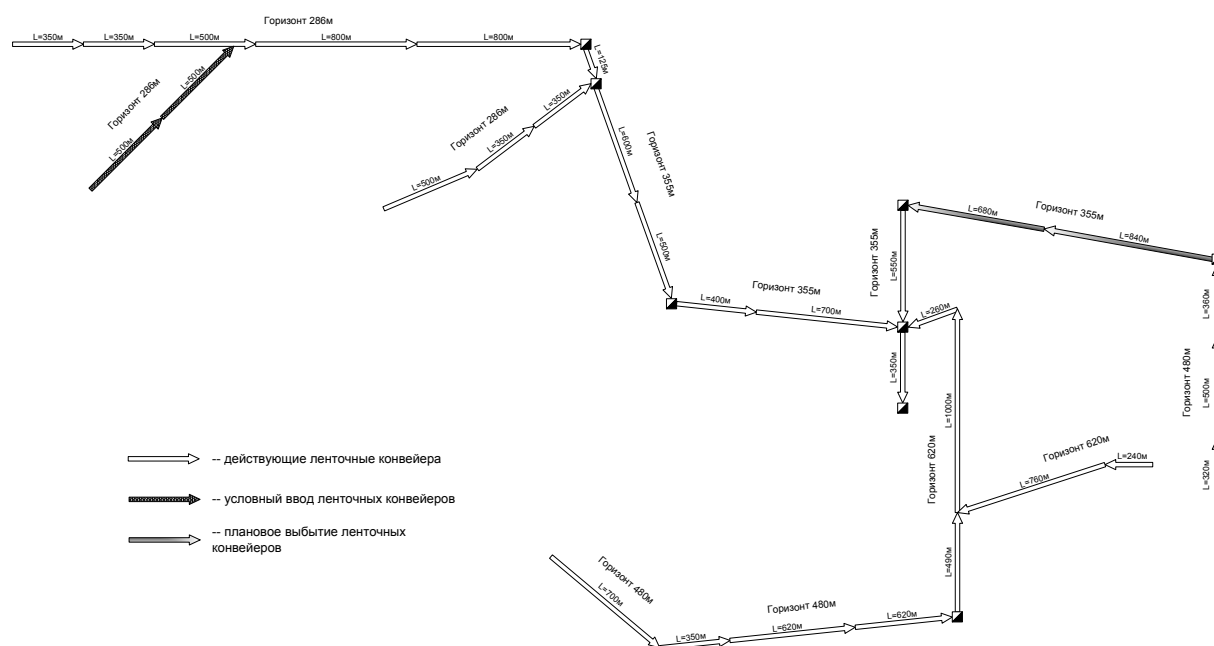 Горизонт 286м
L=350м
L=350м
L=500м
L=800м
L=800м
L=125м
L=500м
Горизонт 286м
L=500м
L=350м
Горизонт 286м
L=350м
L=500м
L=600м
Горизонт 355м
L=500м
Горизонт 355м
L=400м
L=700м
Горизонт 355м
L=680м
L=840м
Горизонт 355м
L=550м
L=260м
L=350м
L=1000м
L=360м
Горизонт 480м
L=500м
L=320м
Горизонт 620м
L=240м
L=760м
Горизонт 620м
L=490м
-- действующие ленточные конвейера
-- условный ввод ленточных конвейеров
-- плановое выбытие ленточных
конвейеров
Горизонт 480м
L=700м
Горизонт 480м
L=350м
L=620м
L=620м